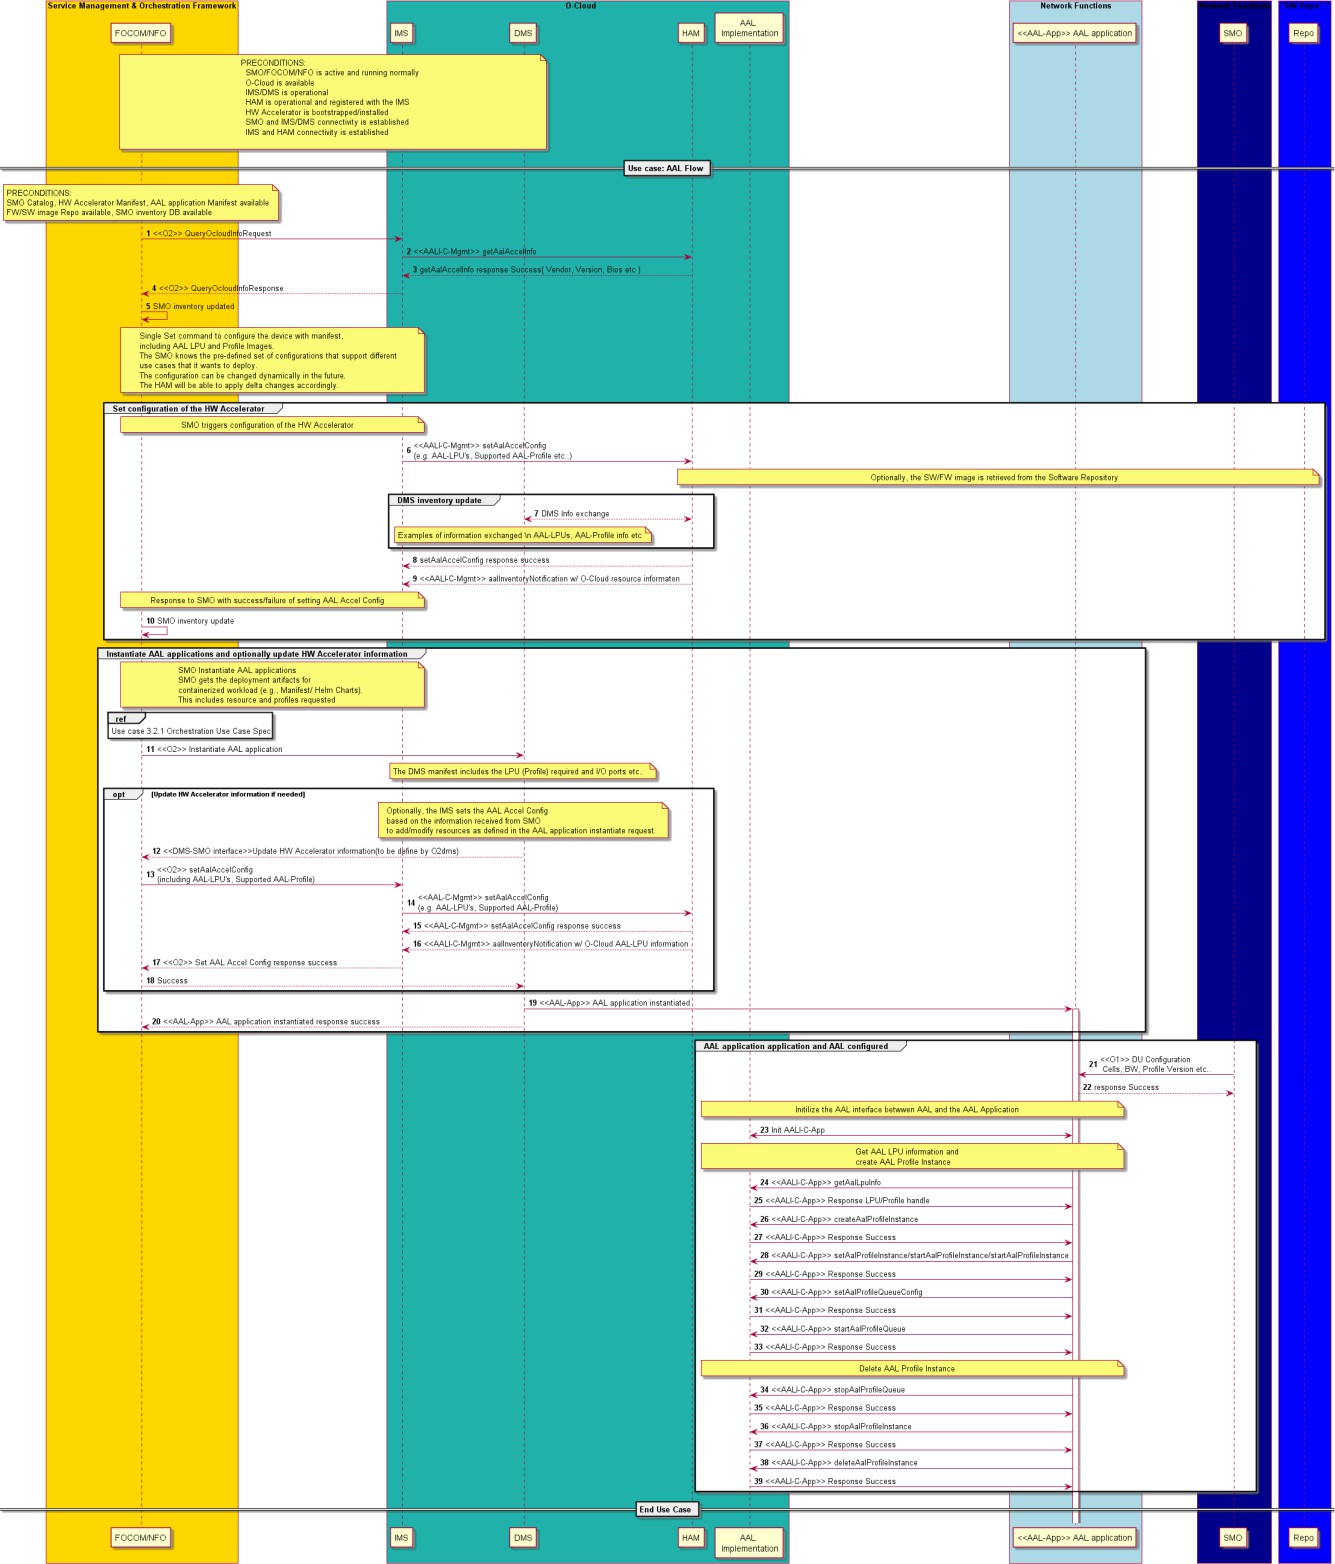 Service Management & Orchestration Framework
O-Cloud
Network Functions
"SW Repo"
FOCOM/NFO
IMS
DMS
HAM
AAL
Implementation
<<AAL-App>> AAL application
SMO
Repo
PRECONDITIONS:
SMO/FOCOM/NFO is active and running normally
O-Cloud is available
IMS/DMS is operational
HAM is operational and registered with the IMS
HW Accelerator is bootstrapped/installed
SMO and IMS/DMS connectivity is established
IMS and HAM connectivity is established
Use case: AAL Flow
PRECONDITIONS:
SMO Catalog, HW Accelerator Manifest, AAL application Manifest available
FW/SW image Repo available, SMO inventory DB available
1 <<O2>> QueryOcloudInfoRequest
2 <<AALI-C-Mgmt>> getAalAccelInfo
3 getAalAccelInfo response Success( Vendor, Version, Bios etc )
4 <<O2>> QueryOcloudInfoResponse
5 SMO inventory updated
Single Set command to configure the device with manifest,
including AAL LPU and Profile Images.
The SMO knows the pre-defined set of configurations that support different
use cases that it wants to deploy.
The configuration can be changed dynamically in the future.
The HAM will be able to apply delta changes accordingly.
Set configuration of the HW Accelerator
SMO triggers configuration of the HW Accelerator
6 <<AALI-C-Mgmt>> setAalAccelConfig
(e.g. AAL-LPU's, Supported AAL-Profile etc..)
Optionally, the SW/FW image is retrieved from the Software Repository
DMS inventory update
7 DMS Info exchange
Examples of information exchanged \n AAL-LPUs, AAL-Profile info etc
8 setAalAccelConfig response success
9 <<AALI-C-Mgmt>> aalInventoryNotification w/ O-Cloud resource informaton
Response to SMO with success/failure of setting AAL Accel Config
10 SMO inventory update
Instantiate AAL applications and optionally update HW Accelerator information
SMO Instantiate AAL applications
SMO gets the deployment artifacts for
containerized workload (e.g., Manifest/ Helm Charts).
This includes resource and profiles requested
ref
Use case 3.2.1 Orchestration Use Case Spec
11 <<O2>> Instantiate AAL application
The DMS manifest includes the LPU (Profile) required and I/O ports etc..
opt [Update HW Accelerator information if needed]
Optionally, the IMS sets the AAL Accel Config
based on the information received from SMO
to add/modify resources as defined in the AAL application instantiate request.
12 <<DMS-SMO interface>>Update HW Accelerator information(to be define by O2dms)
13 <<O2>> setAalAccelConfig
(including AAL-LPU's, Supported AAL-Profile)
14 <<AAL-C-Mgmt>> setAalAccelConfig
(e.g. AAL-LPU's, Supported AAL-Profile)
15 <<AAL-C-Mgmt>> setAalAccelConfig response success
16 <<AALI-C-Mgmt>> aalInventoryNotification w/ O-Cloud AAL-LPU information
17 <<O2>> Set AAL Accel Config response success
18 Success
19 <<AAL-App>> AAL application instantiated
20 <<AAL-App>> AAL application instantiated response success
AAL application application and AAL configured
21 <<O1>> DU Configuration
Cells, BW, Profile Version etc..
22 response Success
Initilize the AAL interface betwwen AAL and the AAL Application
23 Init AALI-C-App
Get AAL LPU information and
create AAL Profile Instance
24 <<AALI-C-App>> getAalLpuInfo
25 <<AALI-C-App>> Response LPU/Profile handle
26 <<AALI-C-App>> createAalProfileInstance
27 <<AALI-C-App>> Response Success
28 <<AALI-C-App>> setAalProfileInstance/startAalProfileInstance/startAalProfileInstance
29 <<AALI-C-App>> Response Success
30 <<AALI-C-App>> setAalProfileQueueConfig
31 <<AALI-C-App>> Response Success
32 <<AALI-C-App>> startAalProfileQueue
33 <<AALI-C-App>> Response Success
Delete AAL Profile Instance
34 <<AALI-C-App>> stopAalProfileQueue
35 <<AALI-C-App>> Response Success
36 <<AALI-C-App>> stopAalProfileInstance
37 <<AALI-C-App>> Response Success
38 <<AALI-C-App>> deleteAalProfileInstance
39 <<AALI-C-App>> Response Success
End Use Case
FOCOM/NFO
IMS
DMS
HAM
AAL
Implementation
<<AAL-App>> AAL application
SMO
Repo